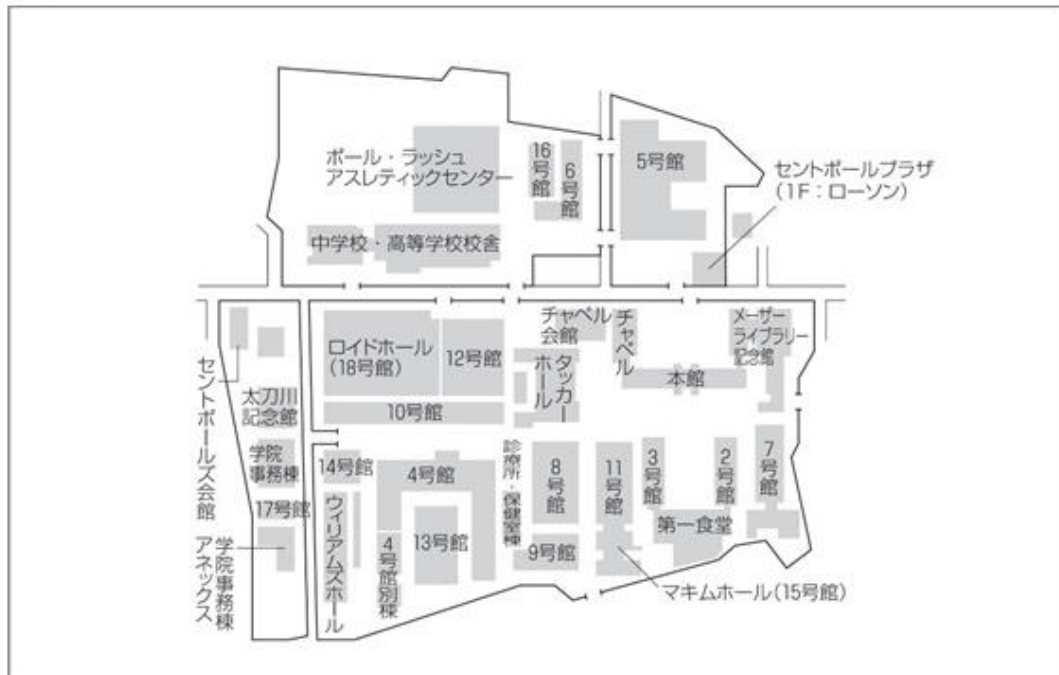 ポール・ラッシュ
アスレティックセンター
16号館
6号館
5号館
セントポールプラザ
(1F:ローソン)
中学校・高等学校校舎
ロイドホール
(18号館)
12号館
チャペル
会館
チャペル
メーザー
ライブラリー
記念館
タッカー
ホール
本館
10号館
セントポールズ会館
太刀川
記念館
学院
事務棟
17号館
学院事務棟
アネックス
14号館
ウィリアムズホール
4号館
4号館別棟
13号館
診療所・保健室棟
8号館
9号館
11号館
3号館
2号館
7号館
第一食堂
マキムホール(15号館)